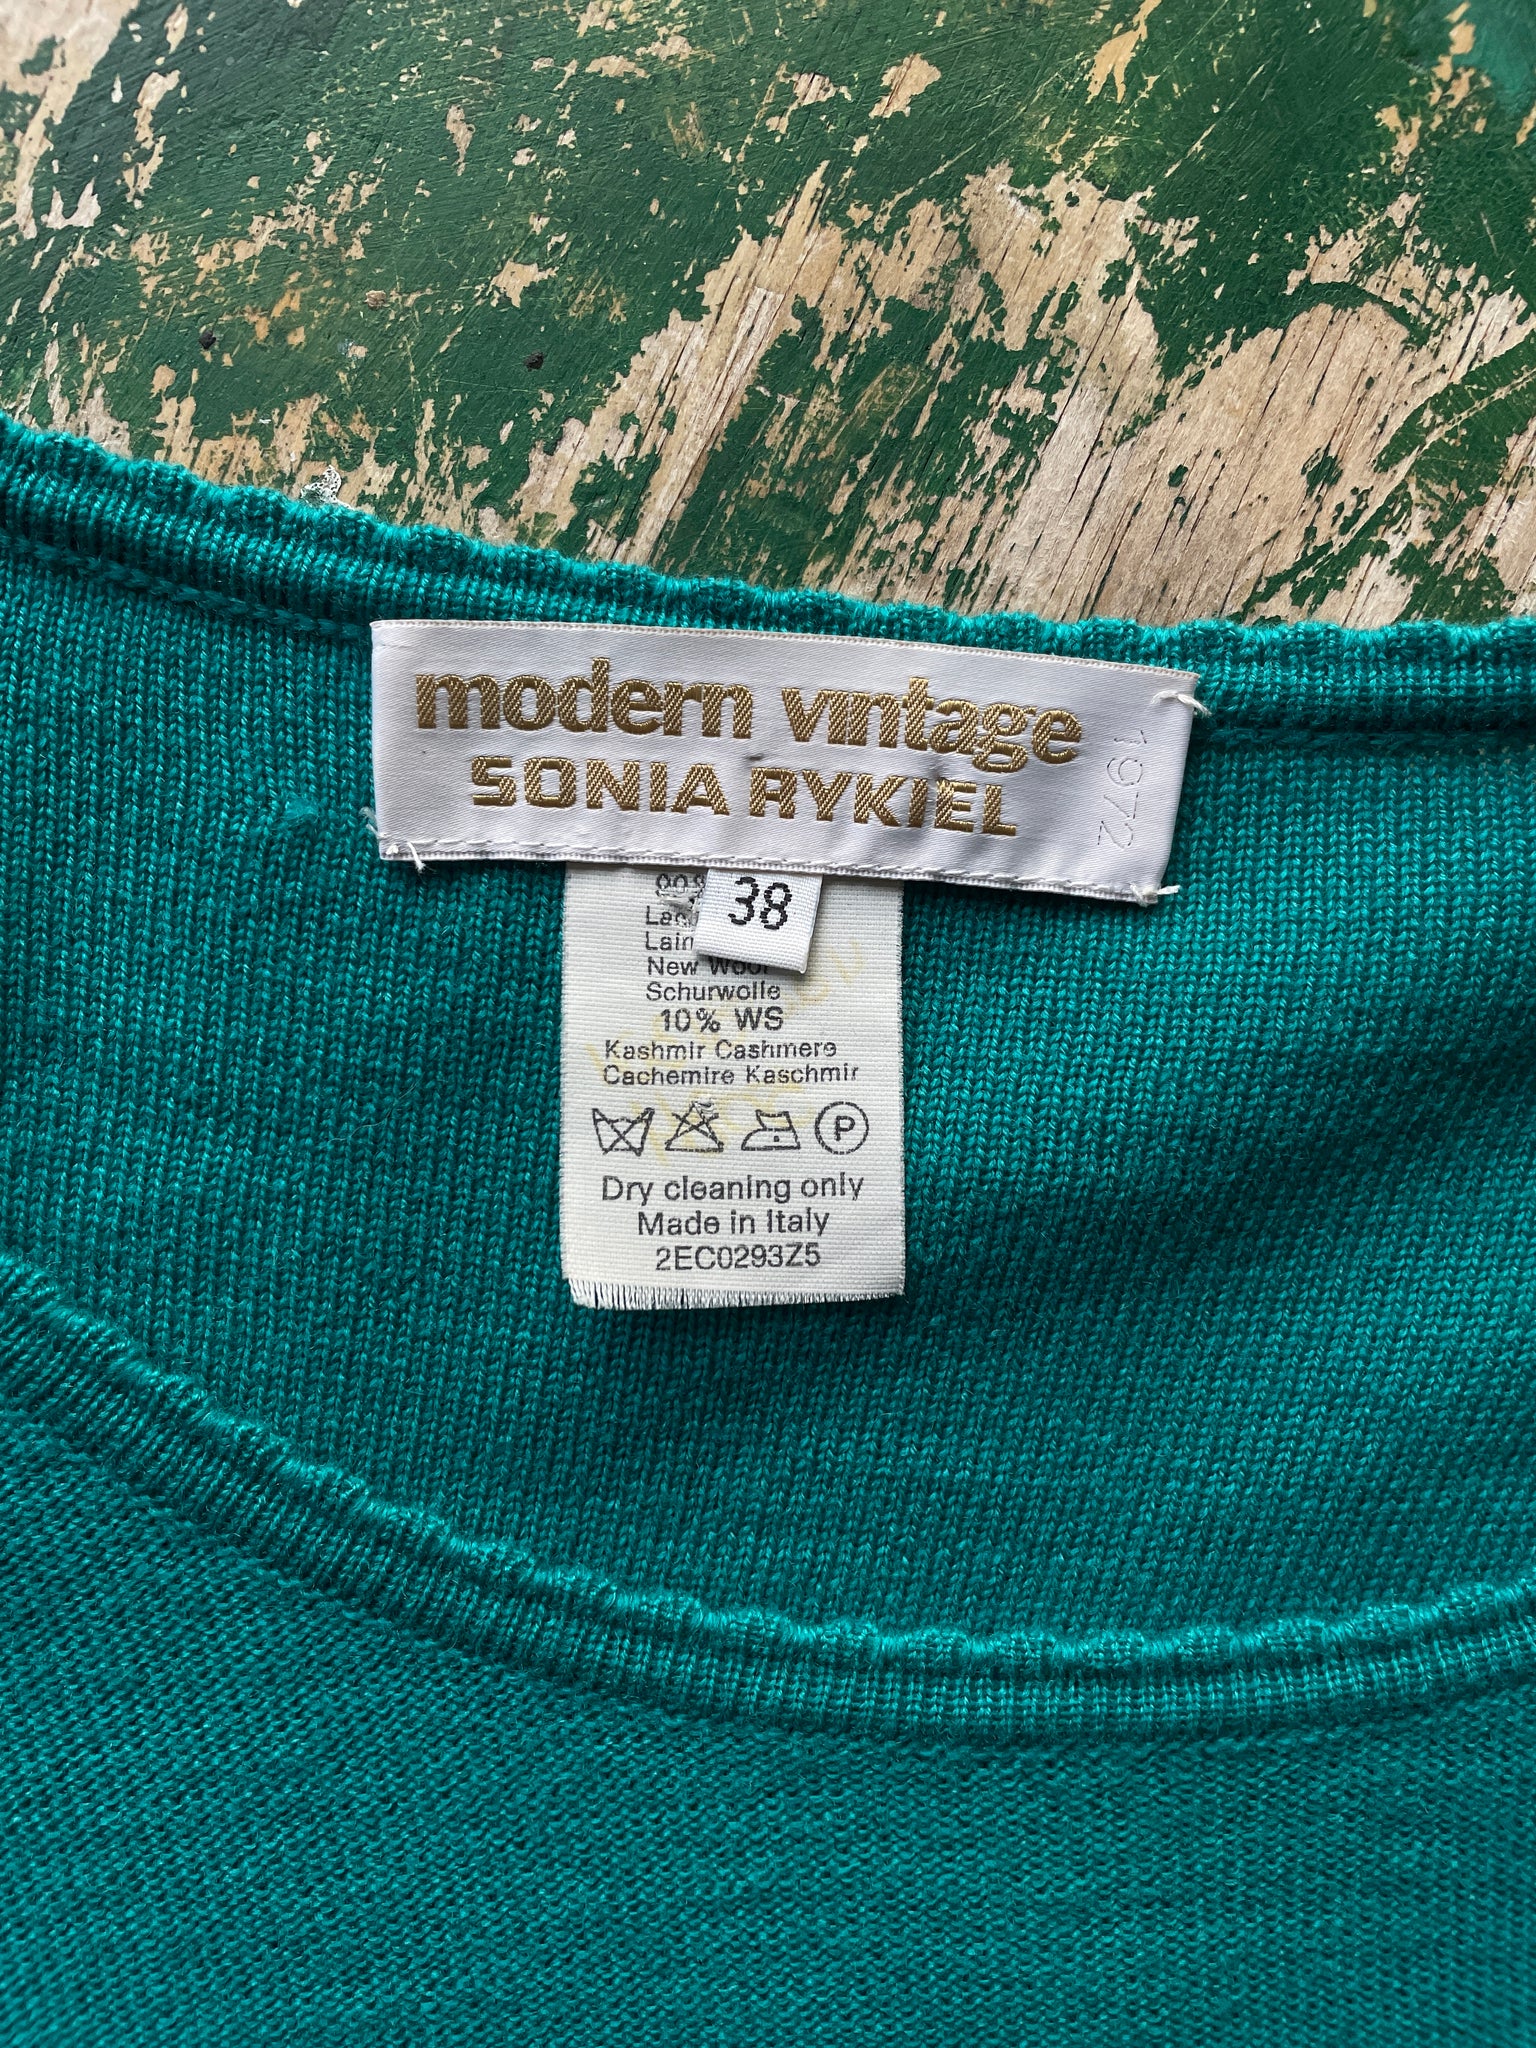 modern vintage
SONIA RYKIEL
1972
38
New Wool
Schurwolle
10% WS
Kashmir Cashmere
Cachemire Kaschmir
P
Dry cleaning only
Made in Italy
2EC0293Z5